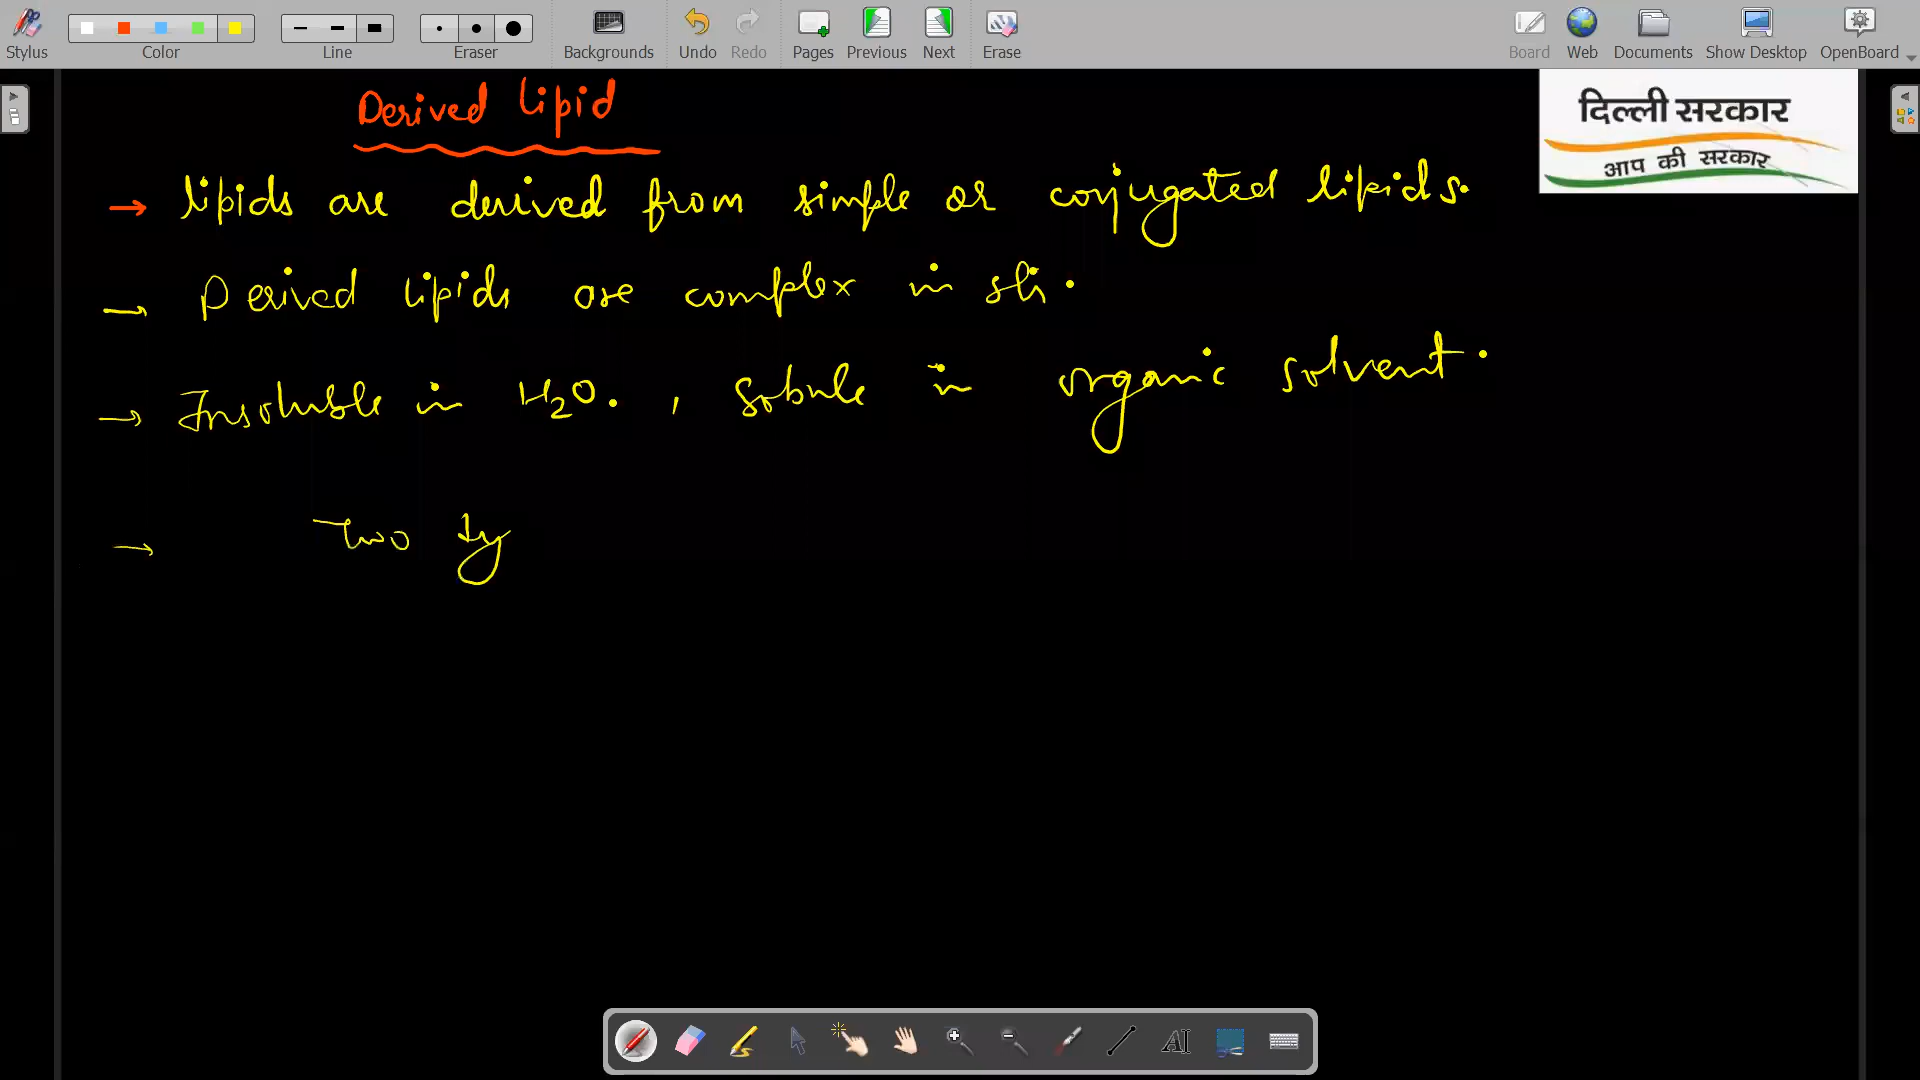 Stylus Color Line Eraser Backgrounds Undo Redo Pages Previous Next Erase Board Web Documents Show Desktop OpenBoard
Derived lipid
दिल्ली सरकार
आप की सरकार
→ lipids are derived from simple or conjugated lipids.
→ Derived lipids are complex in str.
→ Insoluble in H₂O. , Sobule in organic solvent.
→ Two ty